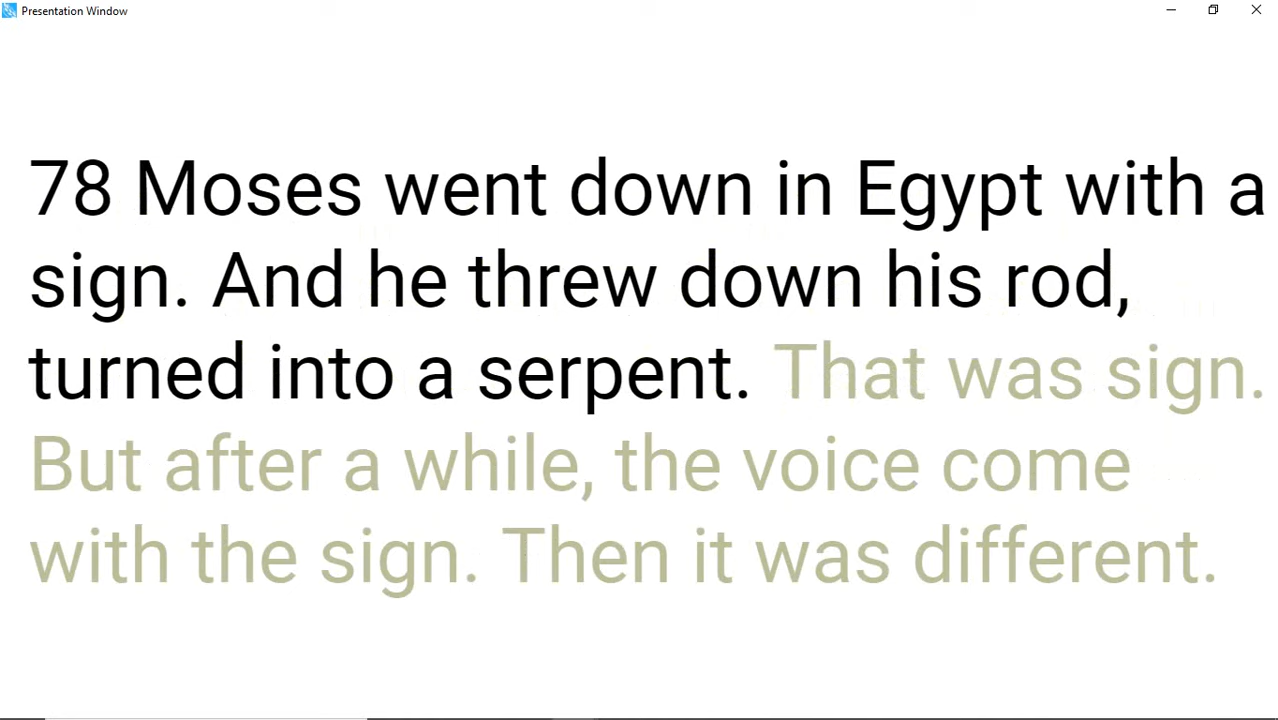 Presentation Window
78 Moses went down in Egypt with a
sign. And he threw down his rod,
turned into a serpent. That was sign.
But after a while, the voice come
with the sign. Then it was different.